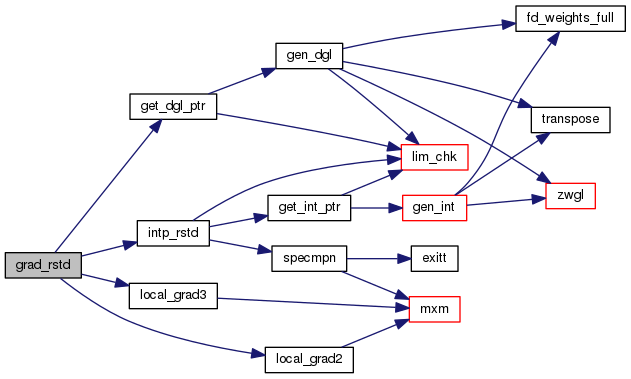 fd_weights_full
gen_dgl
get_dgl_ptr
transpose
lim_chk
zwgl
get_int_ptr
gen_int
intp_rstd
grad_rstd
specmpn
exitt
local_grad3
mxm
local_grad2